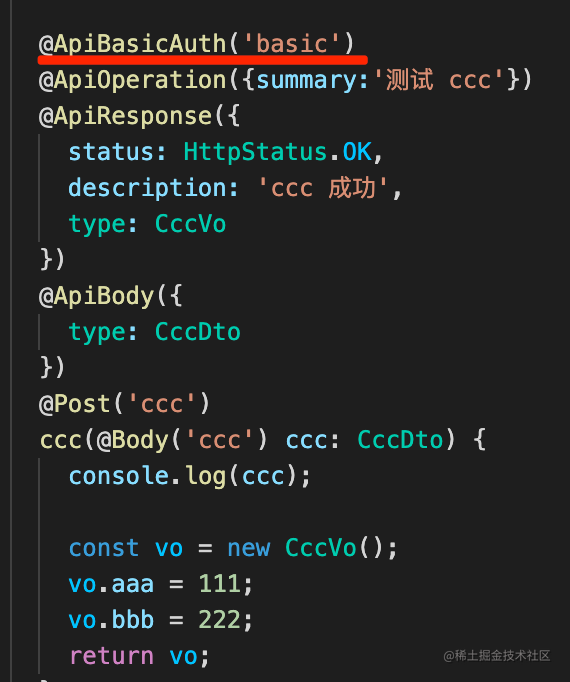 @ApiBasicAuth('basic')
@ApiOperation({summary:'测试 ccc'})
@ApiResponse({
  status: HttpStatus.OK,
  description: 'ccc 成功',
  type: CccVo
})
@ApiBody({
  type: CccDto
})
@Post('ccc')
ccc(@Body('ccc') ccc: CccDto) {
  console.log(ccc);

  const vo = new CccVo();
  vo.aaa = 111;
  vo.bbb = 222;
  return vo;
@稀土掘金技术社区